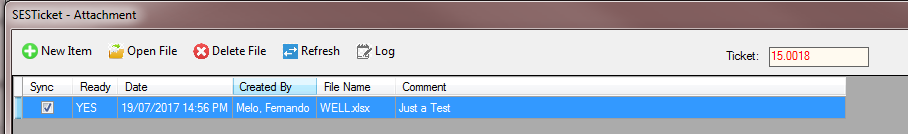 SESTicket - Attachment
New Item Open File Delete File Refresh Log Ticket: 15.0018
Sync Ready Date Created By File Name Comment
YES 19/07/2017 14:56 PM Melo, Fernando WELL.xlsx Just a Test